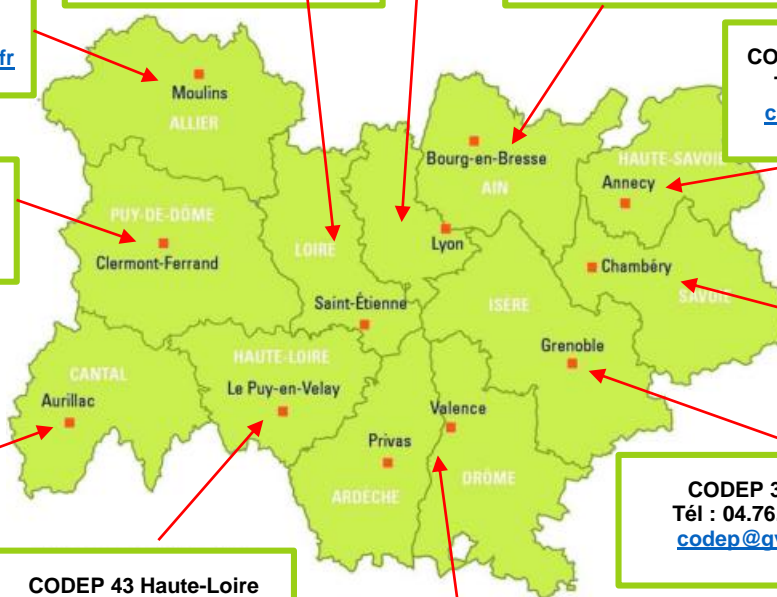 fr
Moulins
ALLIER
CO
c
Bourg-en-Bresse
AIN
HAUTE-SAVOIE
Annecy
PUY-DE-DÔME
Clermont-Ferrand
LOIRE
Lyon
Chambéry
SAVOIE
Saint-Étienne
ISÈRE
Grenoble
HAUTE-LOIRE
Le Puy-en-Velay
CANTAL
Aurillac
Valence
Privas
DRÔME
ARDÈCHE
CODEP 3
Tél : 04.76
codep@gy
CODEP 43 Haute-Loire